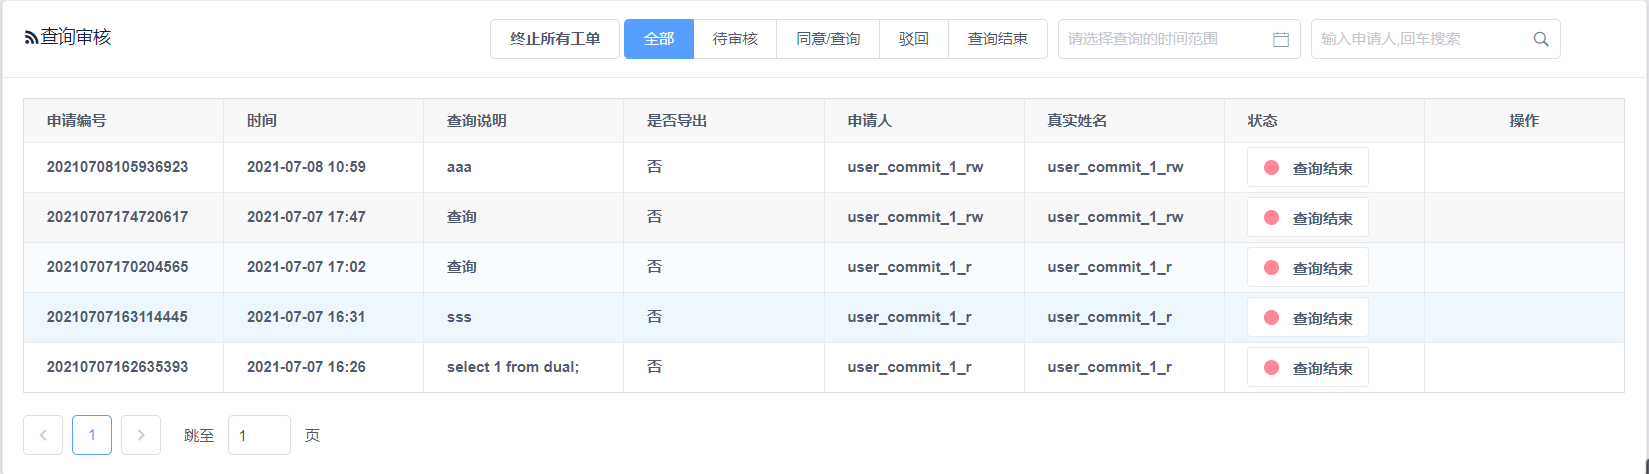 查询审核 终止所有工单 全部 待审核 同意/查询 驳回 查询结束 请选择查询的时间范围 输入申请人,回车搜索
申请编号 时间 查询说明 是否导出 申请人 真实姓名 状态 操作
20210708105936923 2021-07-08 10:59 aaa 否 user_commit_1_rw user_commit_1_rw 查询结束
20210707174720617 2021-07-07 17:47 查询 否 user_commit_1_rw user_commit_1_rw 查询结束
20210707170204565 2021-07-07 17:02 查询 否 user_commit_1_r user_commit_1_r 查询结束
20210707163114445 2021-07-07 16:31 sss 否 user_commit_1_r user_commit_1_r 查询结束
20210707162635393 2021-07-07 16:26 select 1 from dual; 否 user_commit_1_r user_commit_1_r 查询结束
1 跳至 1 页